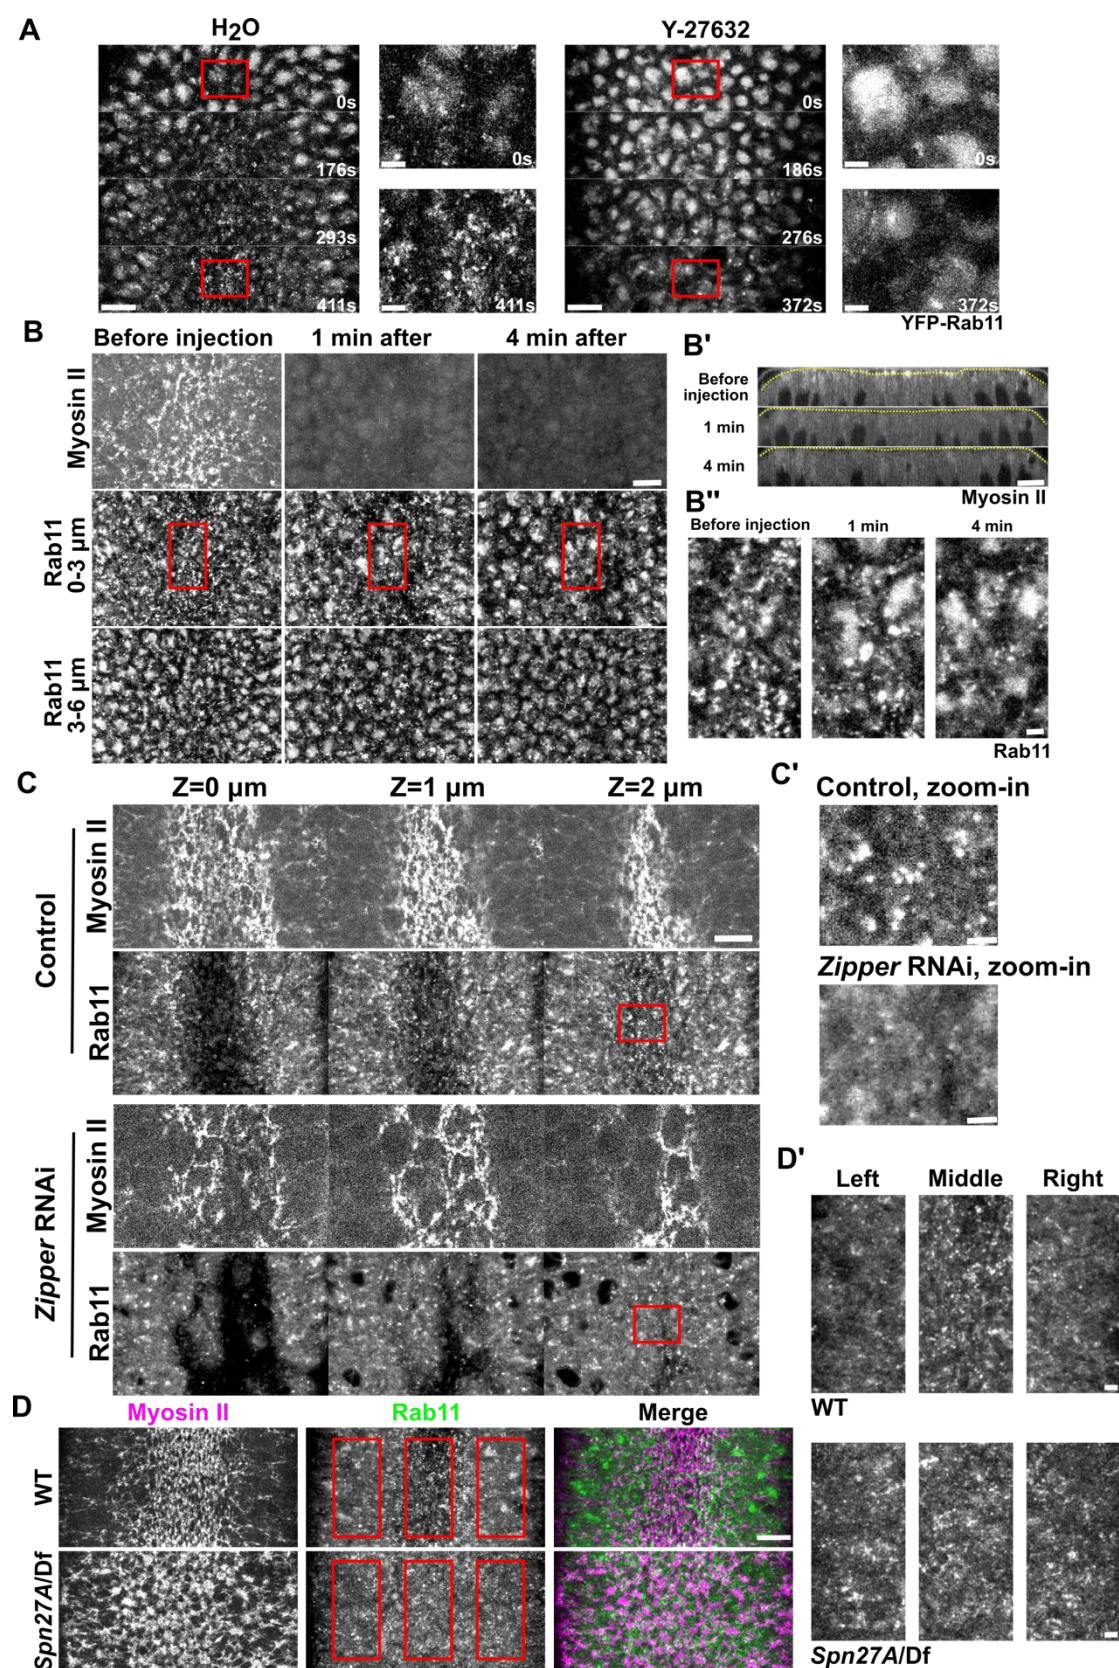 A
H2O
Y-27632
0s
176s
293s
411s
0s
411s
0s
186s
276s
372s
0s
372s
YFP-Rab11
B
Before injection
1 min after
4 min after
Myosin II
Rab11
0-3 µm
Rab11
3-6 µm
B'
Before
injection
1 min
4 min
Myosin II
B''
Before injection
1 min
4 min
Rab11
C
Z=0 µm
Z=1 µm
Z=2 µm
Control
Myosin II
Rab11
Zipper RNAi
Myosin II
Rab11
C'
Control, zoom-in
Zipper RNAi, zoom-in
D
Myosin II
Rab11
Merge
WT
Spn27A/Df
D'
Left
Middle
Right
WT
Spn27A/Df